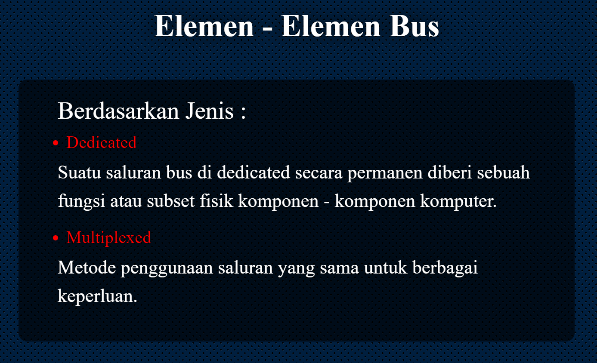 Elemen - Elemen Bus
Berdasarkan Jenis :
• Dedicated
Suatu saluran bus di dedicated secara permanen diberi sebuah
fungsi atau subset fisik komponen - komponen komputer.
• Multiplexed
Metode penggunaan saluran yang sama untuk berbagai
keperluan.